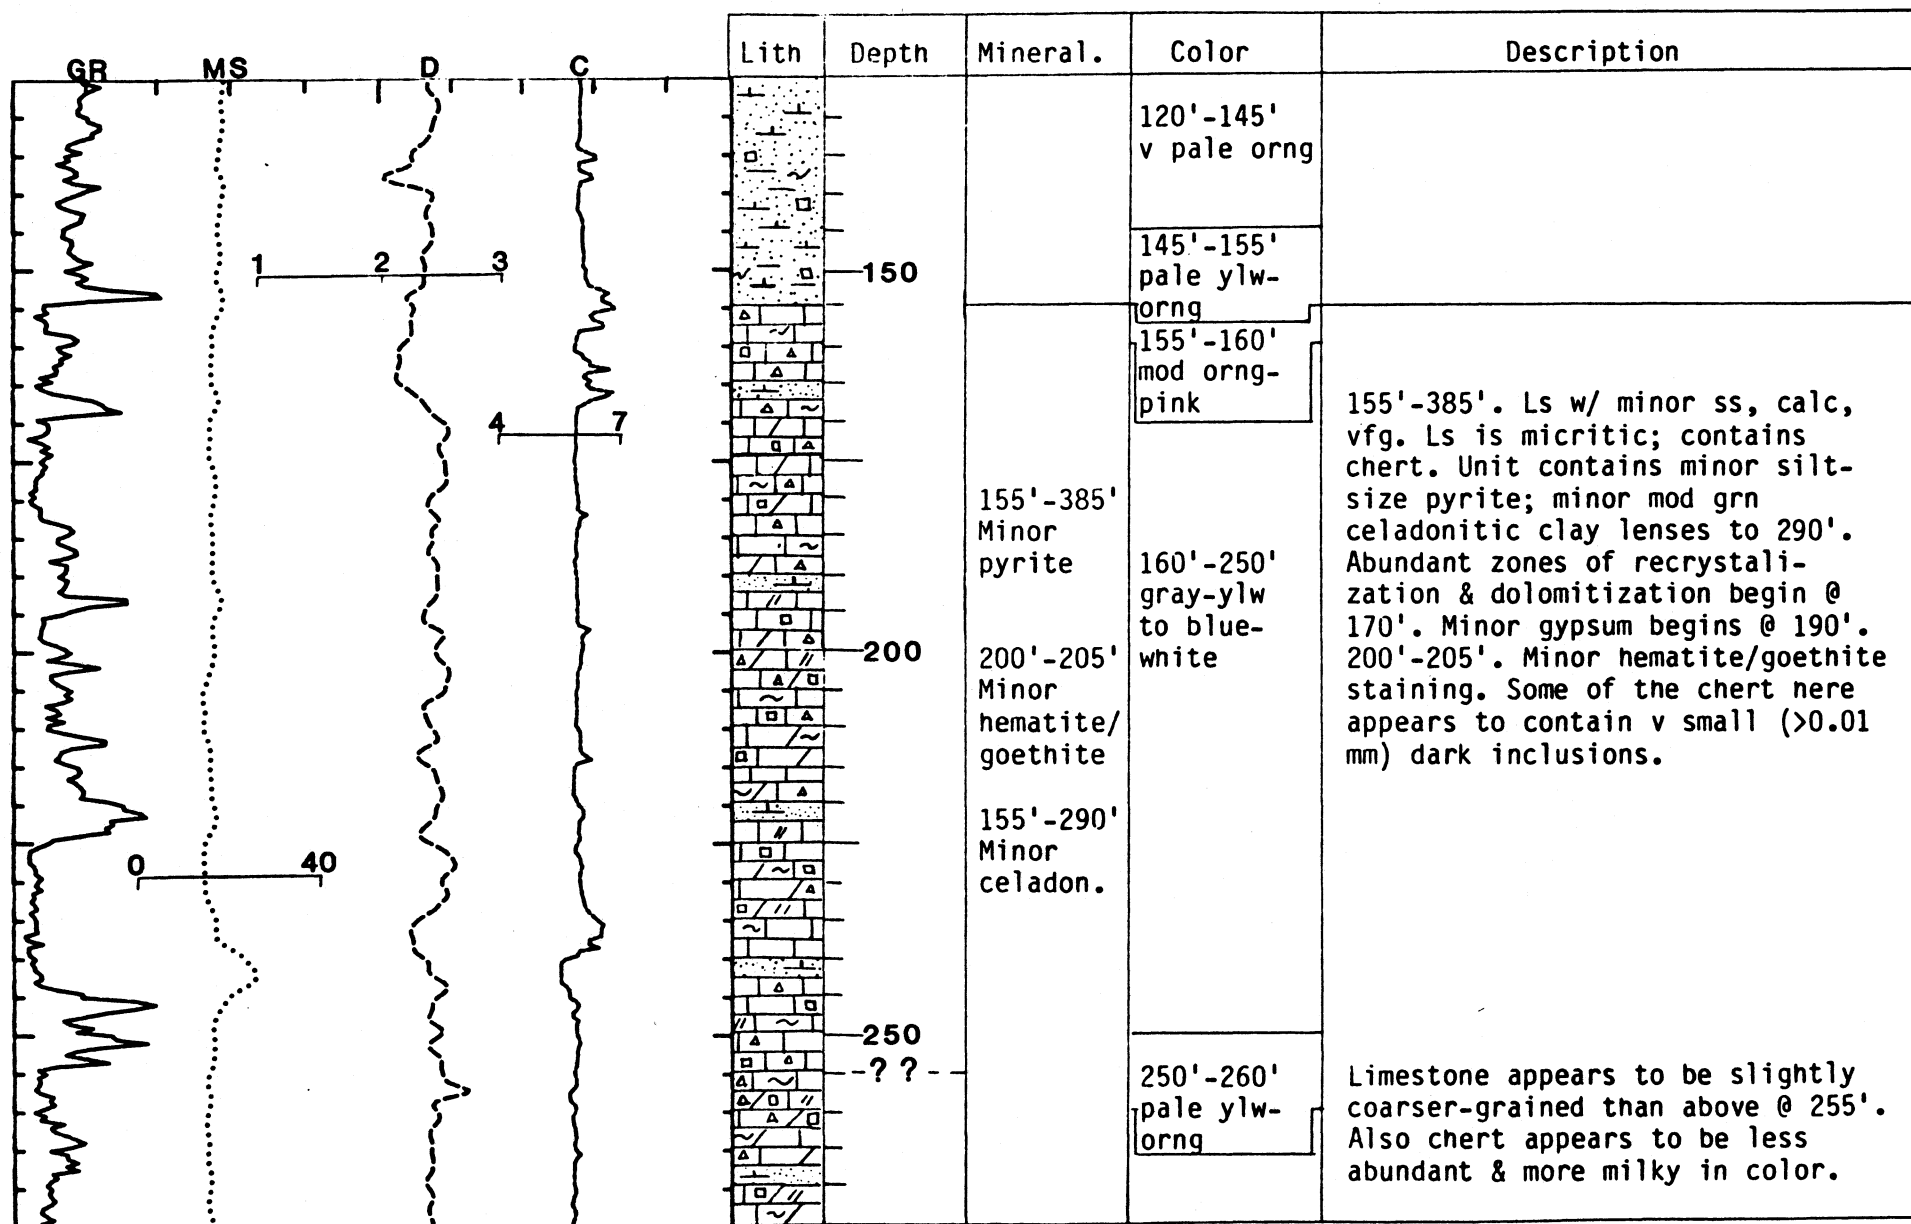 GR MS D C
Lith Depth Mineral. Color Description
120'-145'
v pale orng
145'-155'
pale ylw-
orng
155'-160'
mod orng-
pink
160'-250'
gray-ylw
to blue-
white
250'-260'
pale ylw-
orng
1 2 3
4 7
0 40
150
200
250
-? ? -
155'-385'
Minor
pyrite
200'-205'
Minor
hematite/
goethite
155'-290'
Minor
celadon.
155'-385'. Ls w/ minor ss, calc,
vfg. Ls is micritic; contains
chert. Unit contains minor silt-
size pyrite; minor mod grn
celadonitic clay lenses to 290'.
Abundant zones of recrystali-
zation & dolomitization begin @
170'. Minor gypsum begins @ 190'.
200'-205'. Minor hematite/goethite
staining. Some of the chert nere
appears to contain v small (>0.01
mm) dark inclusions.
Limestone appears to be slightly
coarser-grained than above @ 255'.
Also chert appears to be less
abundant & more milky in color.